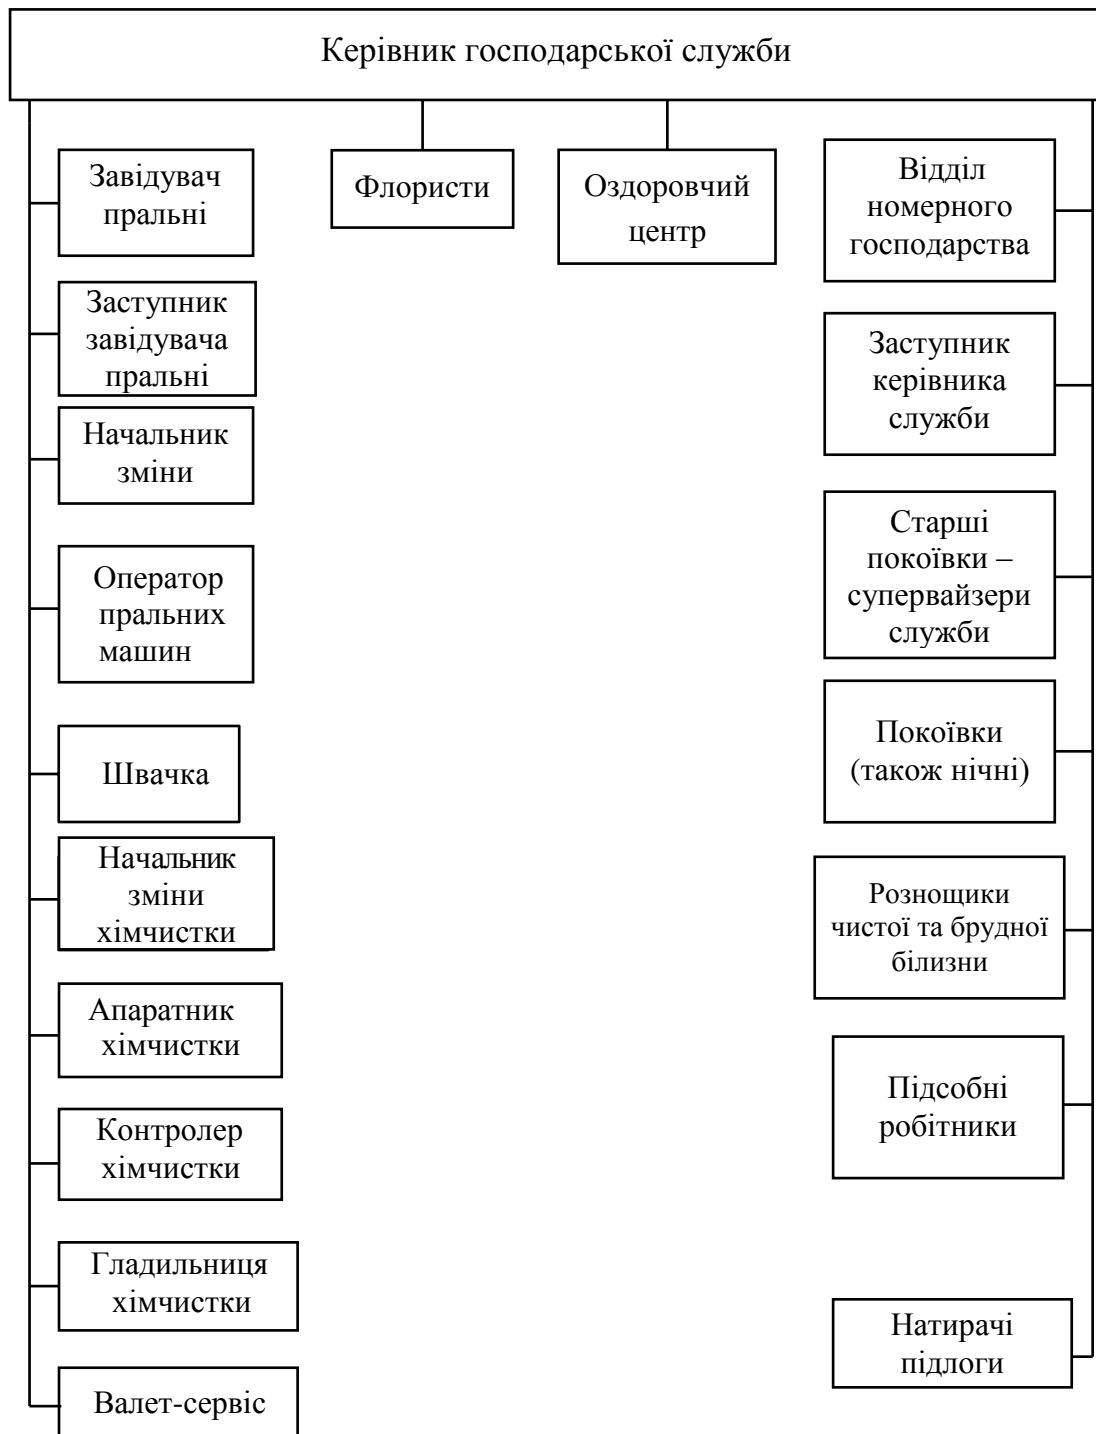 Керівник господарської служби
Завідувач
пральні
Флористи
Оздоровчий
центр
Відділ
номерного
господарства
Заступник
завідувача
пральні
Заступник
керівника
служби
Начальник
зміни
Старші
покоївки –
супервайзери
служби
Оператор
пральних
машин
Покоївки
(також нічні)
Швачка
Начальник
зміни
хімчистки
Рознощики
чистої та брудної
білизни
Апаратник
хімчистки
Підсобні
робітники
Контролер
хімчистки
Гладильниця
хімчистки
Натирачі
підлоги
Валет-сервіс